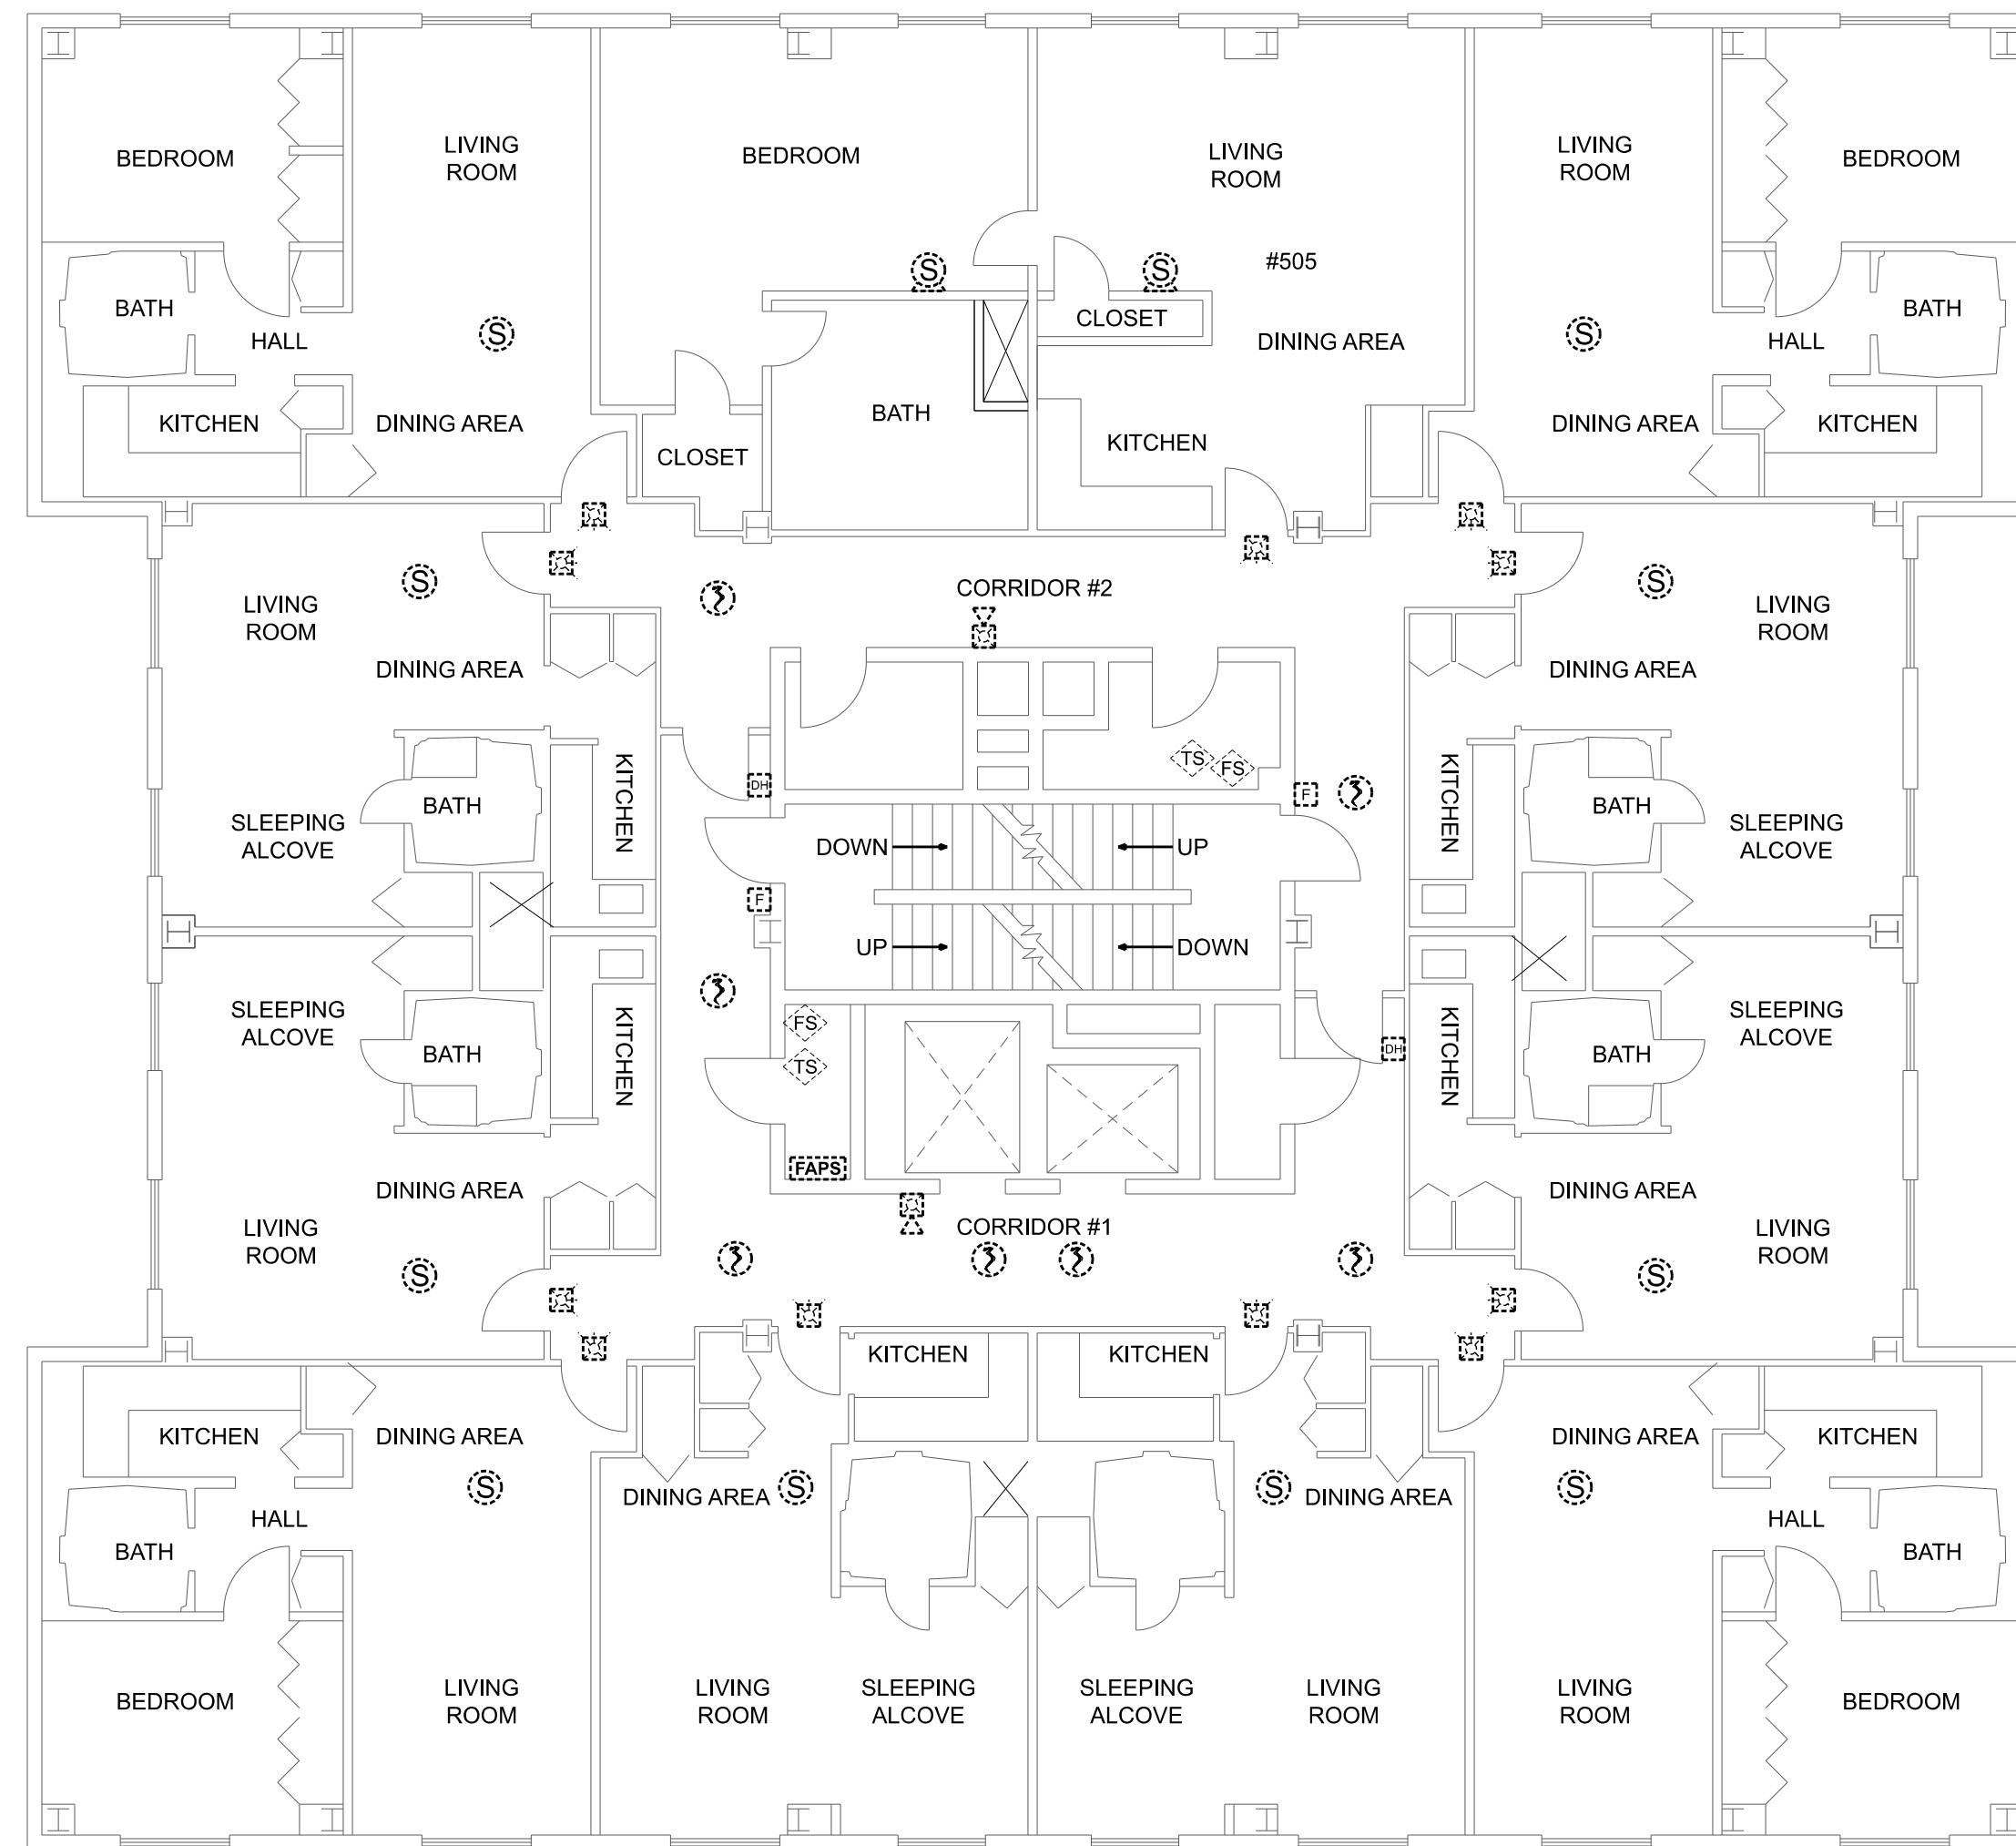 BEDROOM
LIVING
ROOM
BEDROOM
LIVING
ROOM
LIVING
ROOM
BEDROOM
#505
S
S
BATH
HALL
S
CLOSET
DINING AREA
S
HALL
BATH
KITCHEN
DINING AREA
CLOSET
BATH
KITCHEN
DINING AREA
KITCHEN
S
CORRIDOR #2
S
LIVING
ROOM
LIVING
ROOM
DINING AREA
DINING AREA
KITCHEN
TS
FS
KITCHEN
DH
F
BATH
BATH
SLEEPING
ALCOVE
DOWN
UP
SLEEPING
ALCOVE
F
UP
DOWN
SLEEPING
ALCOVE
FS
SLEEPING
ALCOVE
BATH
KITCHEN
TS
DH
KITCHEN
BATH
FAPS
DINING AREA
DINING AREA
LIVING
ROOM
CORRIDOR #1
LIVING
ROOM
S
S
KITCHEN
KITCHEN
KITCHEN
DINING AREA
DINING AREA
KITCHEN
S
DINING AREA
S
S
DINING AREA
S
HALL
HALL
BATH
BATH
BEDROOM
LIVING
ROOM
LIVING
ROOM
SLEEPING
ALCOVE
SLEEPING
ALCOVE
LIVING
ROOM
LIVING
ROOM
BEDROOM